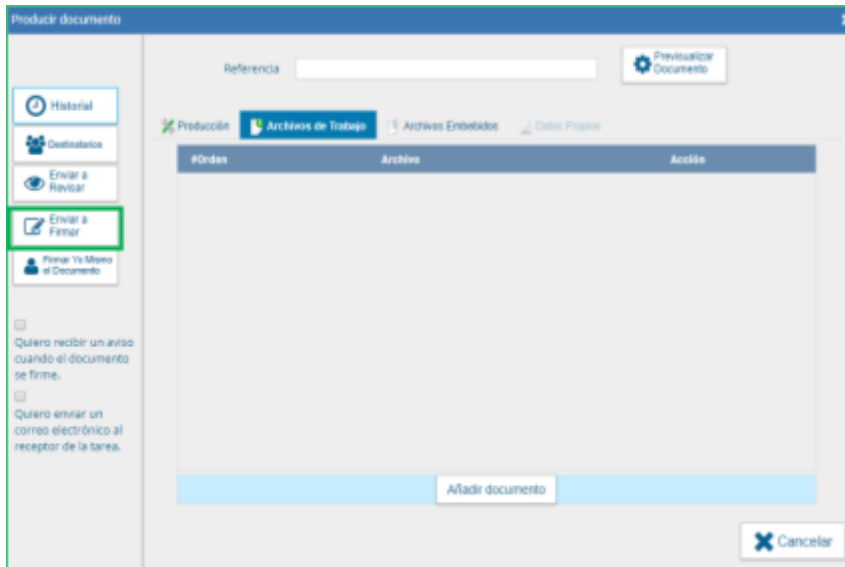 Producir documento
Referencia
Previsualizar
Documento
Historial
Destinatarios
Enviar a
Revisar
Enviar a
Firmar
Firmar Yo Mismo
el Documento
Producción
Archivos de Trabajo
Archivos Embebidos
Datos Propios
#Orden
Archivo
Acción
Quiero recibir un aviso
cuando el documento
se firme.
Quiero enviar un
correo electrónico al
receptor de la tarea.
Añadir documento
Cancelar